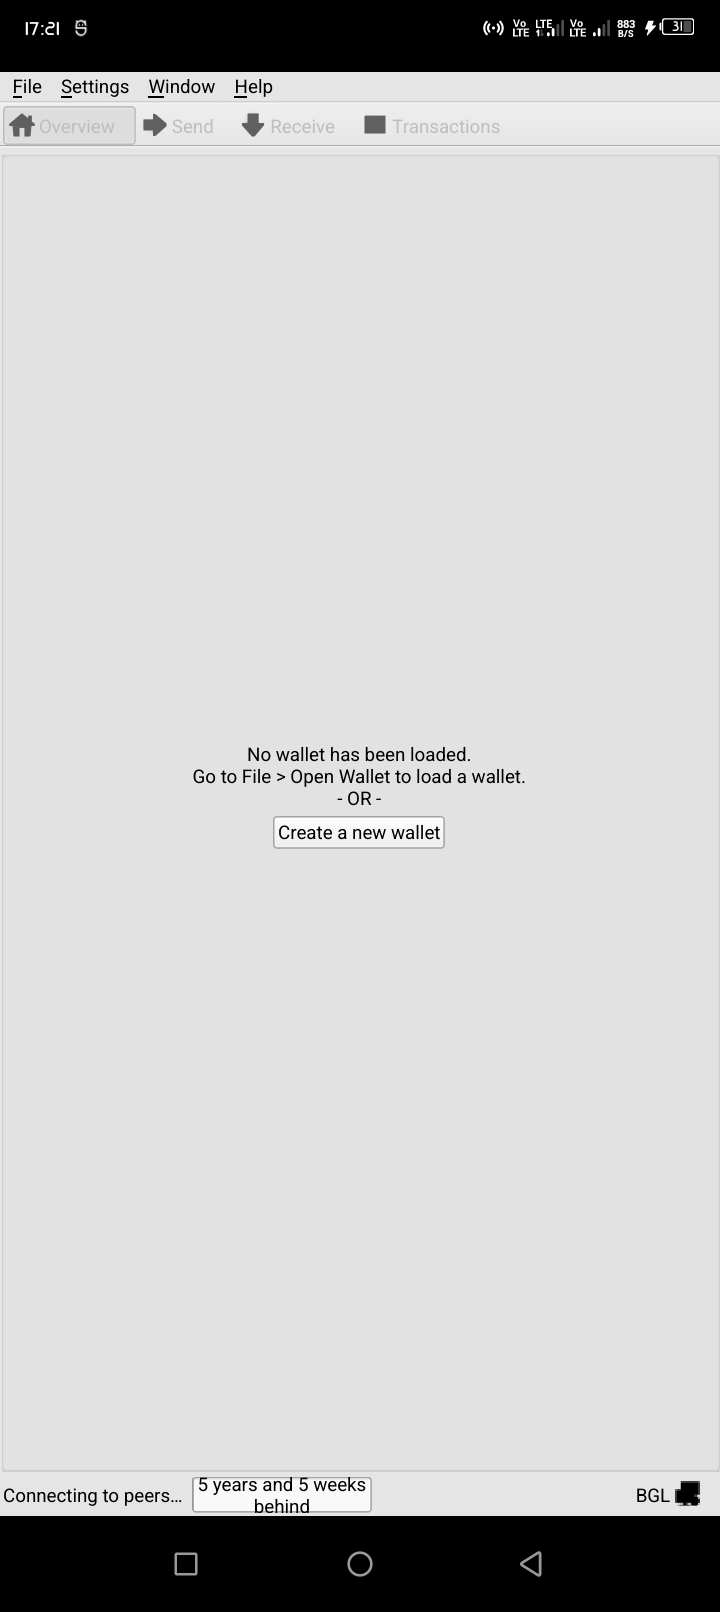 17:21
Vo LTE LTE Vo LTE 883 B/S 31
File Settings Window Help
Overview Send Receive Transactions
No wallet has been loaded.
Go to File > Open Wallet to load a wallet.
- OR -
Create a new wallet
Connecting to peers... 5 years and 5 weeks
behind
BGL